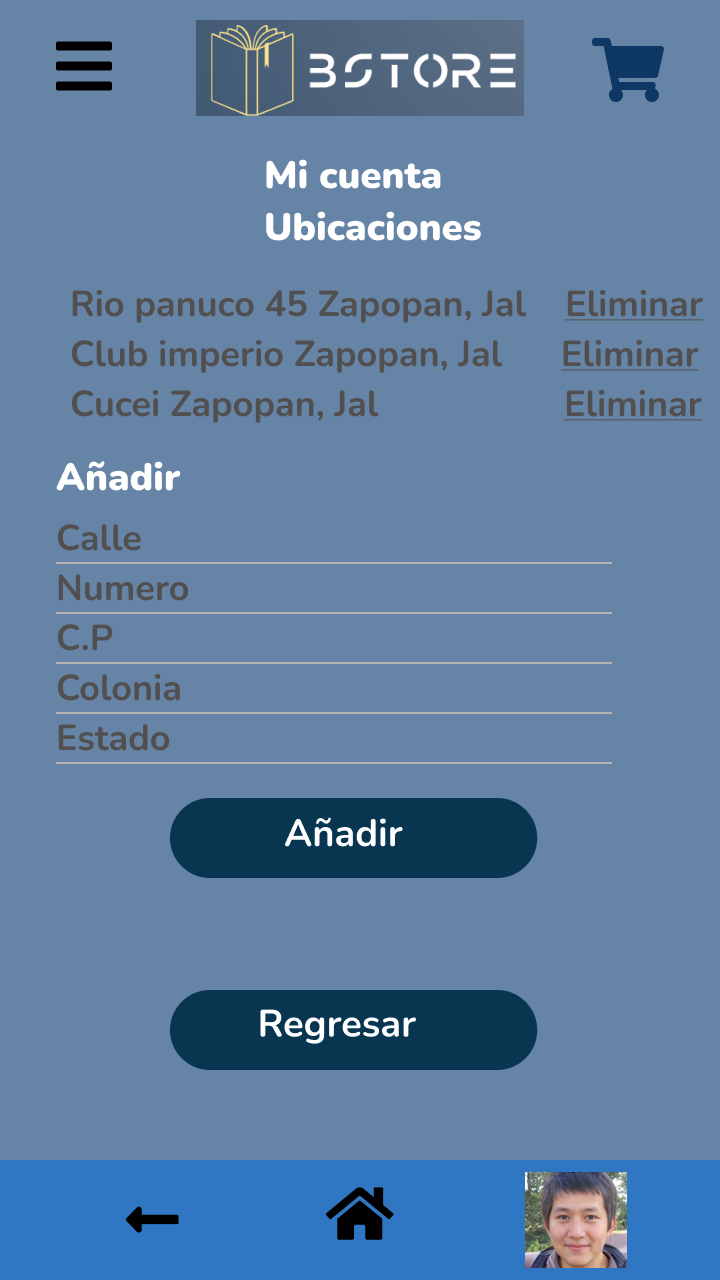 BSTORE
Mi cuenta
Ubicaciones
Rio panuco 45 Zapopan, Jal Eliminar
Club imperio Zapopan, Jal Eliminar
Cucei Zapopan, Jal Eliminar
Añadir
Calle
Numero
C.P
Colonia
Estado
Añadir
Regresar